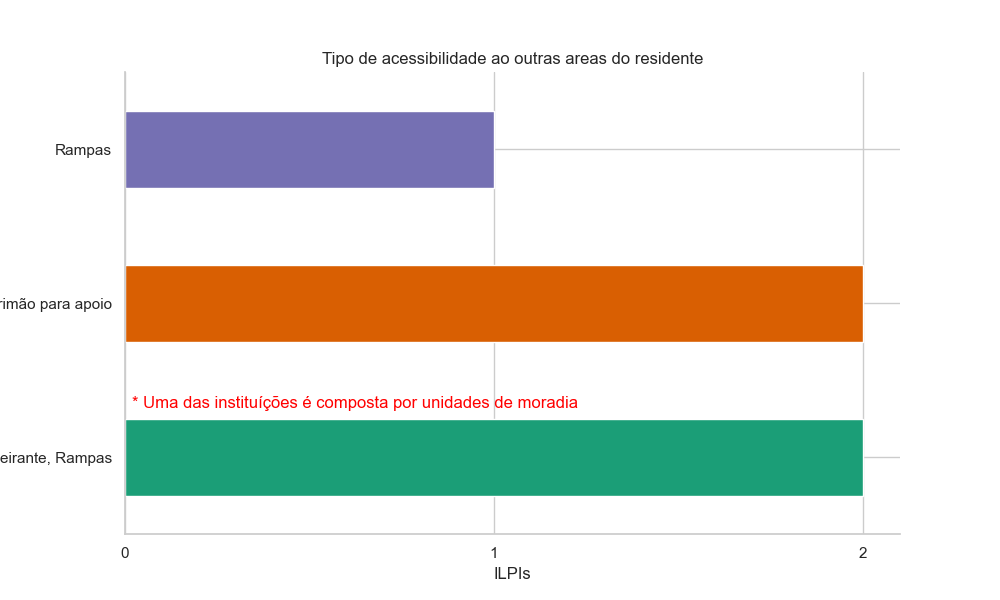 Tipo de acessibilidade ao outras areas do residente
Rampas
rimão para apoio
* Uma das instituíções é composta por unidades de moradia
eirante, Rampas
0 1 2
ILPIs